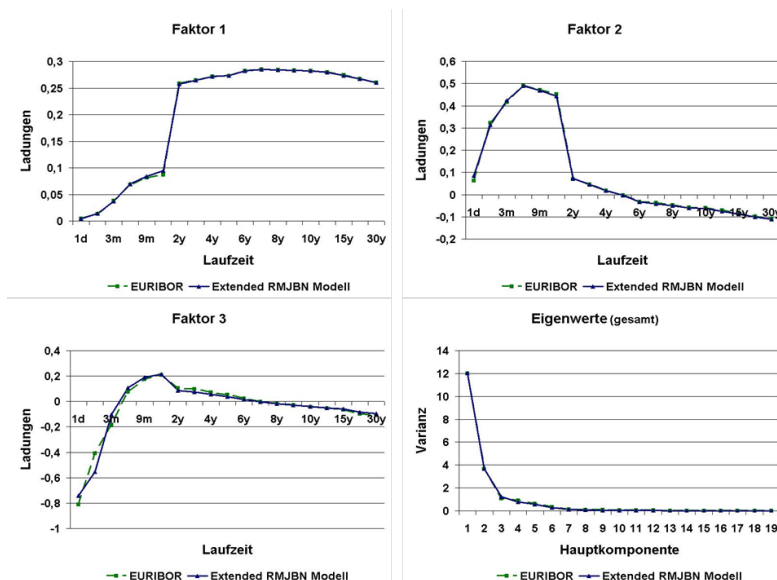 Faktor 1
0,3
0,25
0,2
0,15
0,1
0,05
0
Ladungen
1d 3m 9m 2y 4y 6y 8y 10y 15y 30y
Laufzeit
EURIBOR Extended RMJBN Modell
Faktor 2
0,6
0,5
0,4
0,3
0,2
0,1
0
-0,1
-0,2
Ladungen
1d 3m 9m 2y 4y 6y 8y 10y 15y 30y
Laufzeit
EURIBOR Extended RMJBN Modell
Faktor 3
0,4
0,2
0
-0,2
-0,4
-0,6
-0,8
-1
Ladungen
1d 3m 9m 2y 4y 6y 8y 10y 15y 30y
Laufzeit
EURIBOR Extended RMJBN Modell
Eigenwerte (gesamt)
14
12
10
8
6
4
2
0
Varianz
1 2 3 4 5 6 7 8 9 10 11 12 13 14 15 16 17 18 19
Hauptkomponente
EURIBOR Extended RMJBN Modell